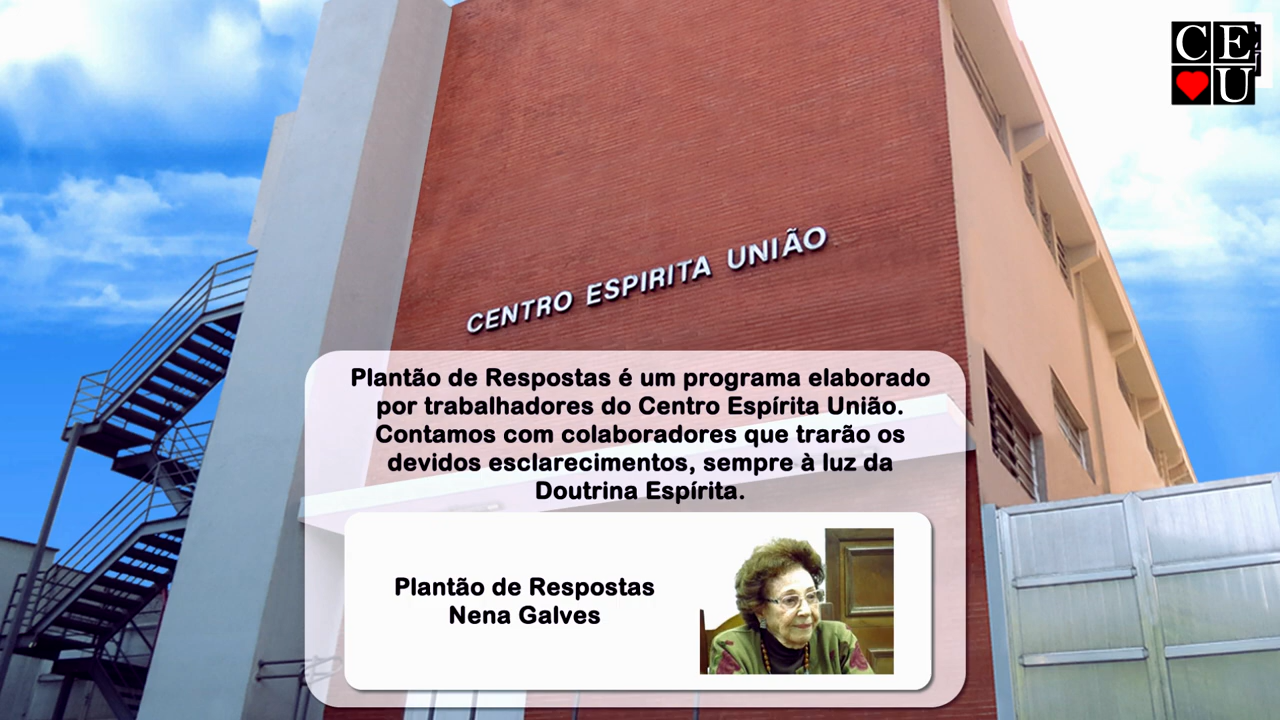 CE
U
CENTRO ESPIRITA UNIÃO
Plantão de Respostas é um programa elaborado
por trabalhadores do Centro Espírita União.
Contamos com colaboradores que trarão os
devidos esclarecimentos, sempre à luz da
Doutrina Espírita.
Plantão de Respostas
Nena Galves